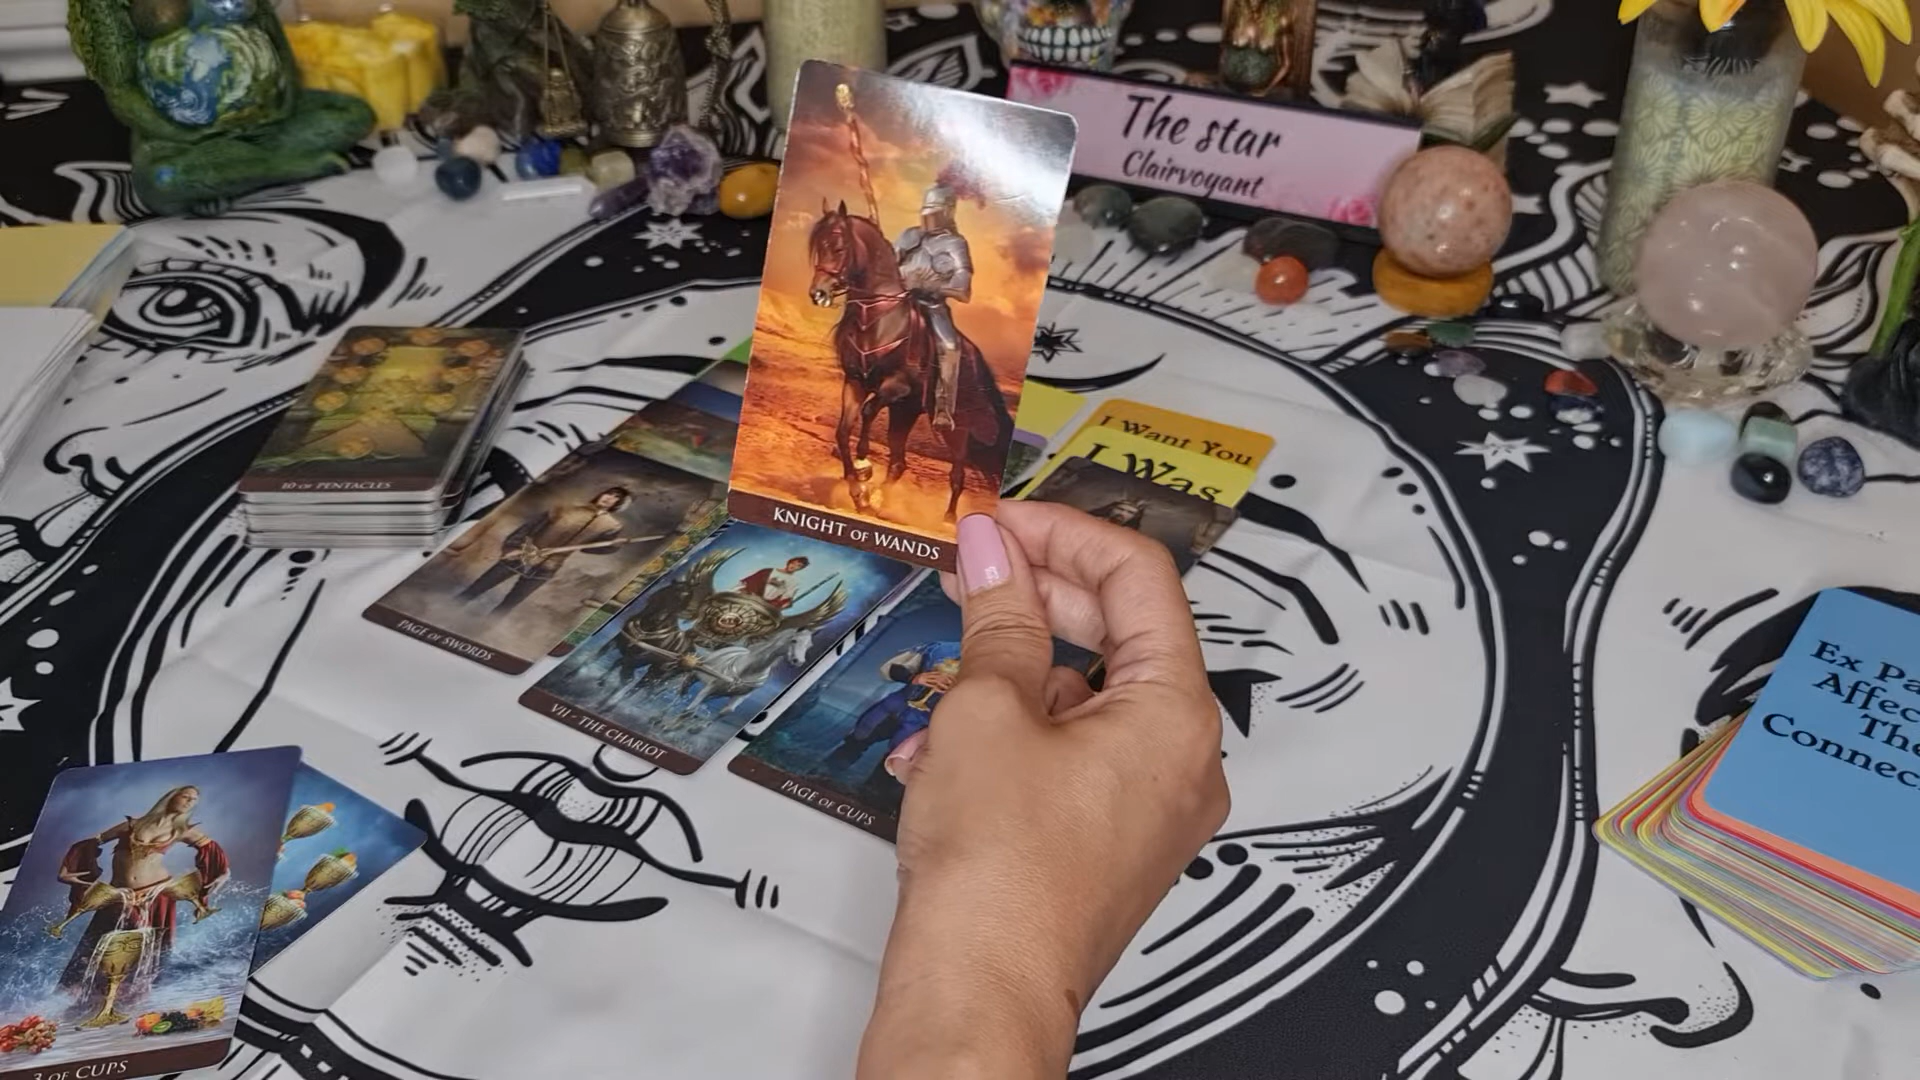 The star
Clairvoyant
KNIGHT OF WANDS
I Want You
I Was
10 OF PENTACLES
PAGE OF SWORDS
VII - THE CHARIOT
PAGE OF CUPS
3 OF CUPS
Ex Pa
Affec
The
Connec